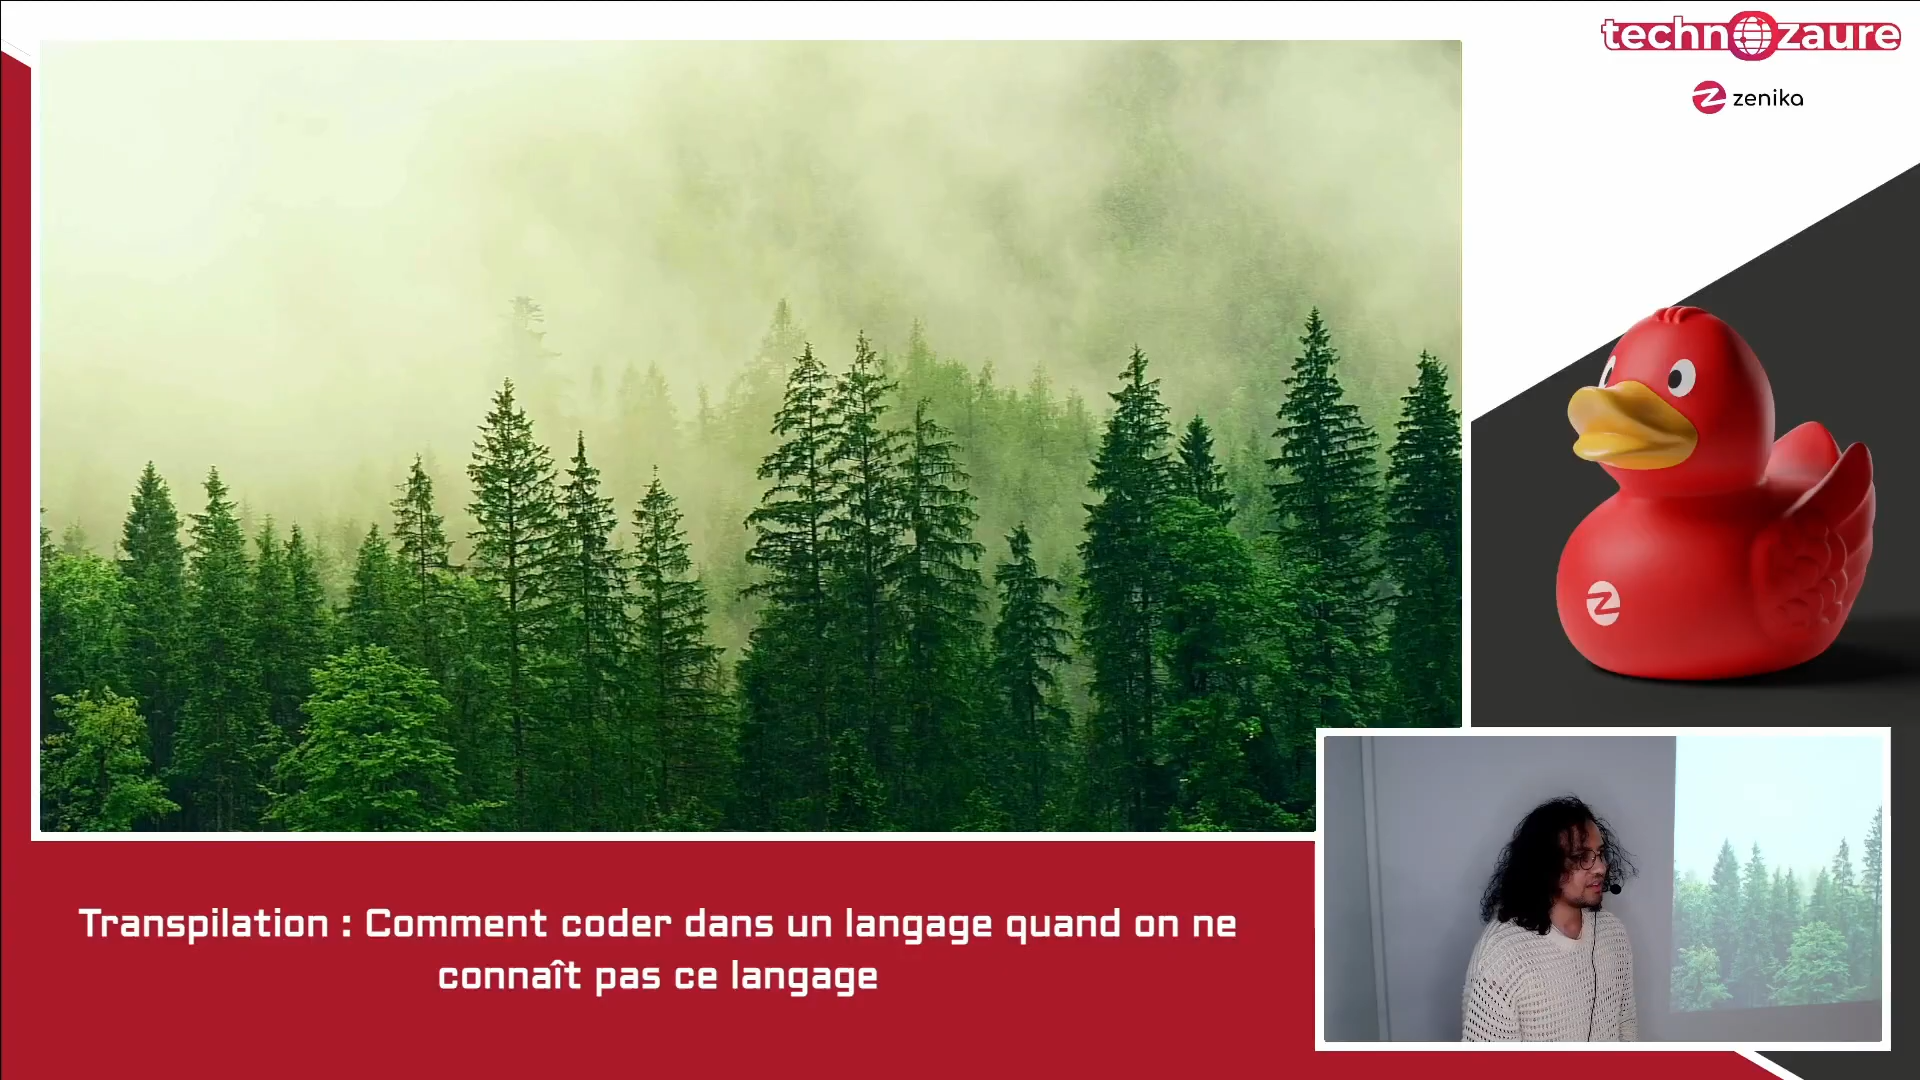 technozaure
zenika
Transpilation : Comment coder dans un langage quand on ne
connaît pas ce langage